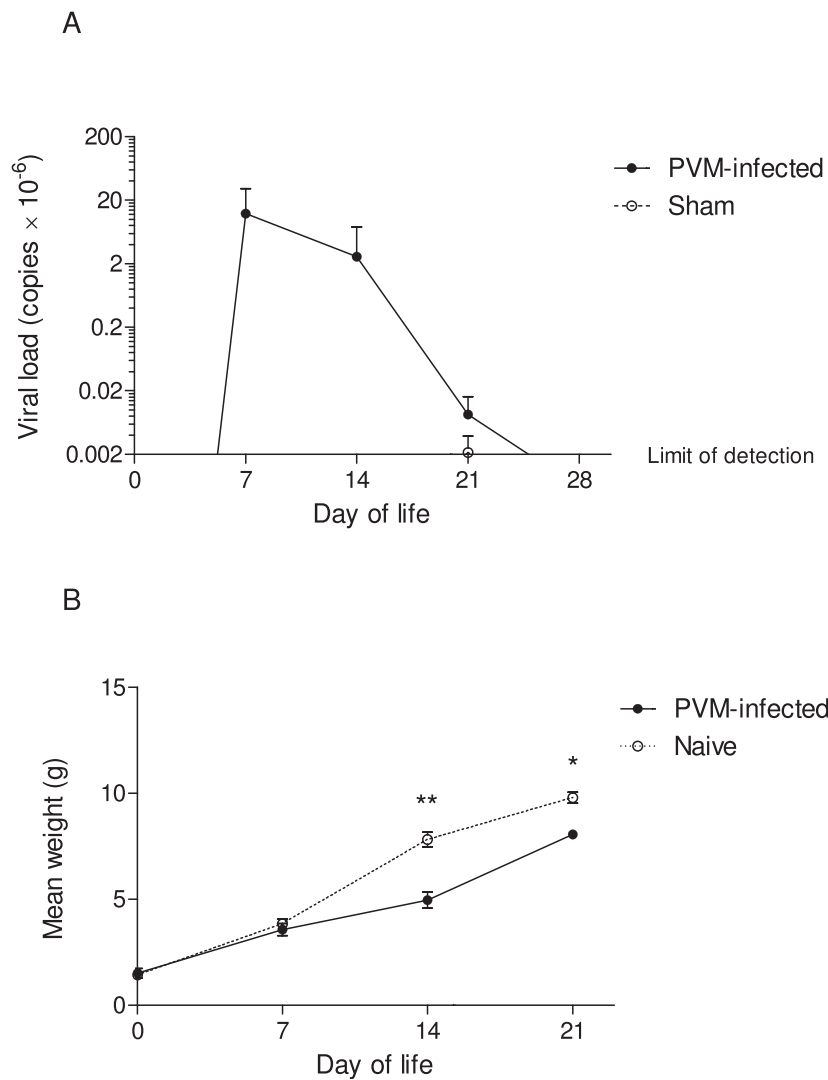 A
Viral load (copies × 10-6)
200
20
2
0.2
0.02
0.002
0 7 14 21 28
Day of life
PVM-infected
Sham
Limit of detection
B
Mean weight (g)
15
10
5
0
** *
0 7 14 21
Day of life
PVM-infected
Naive